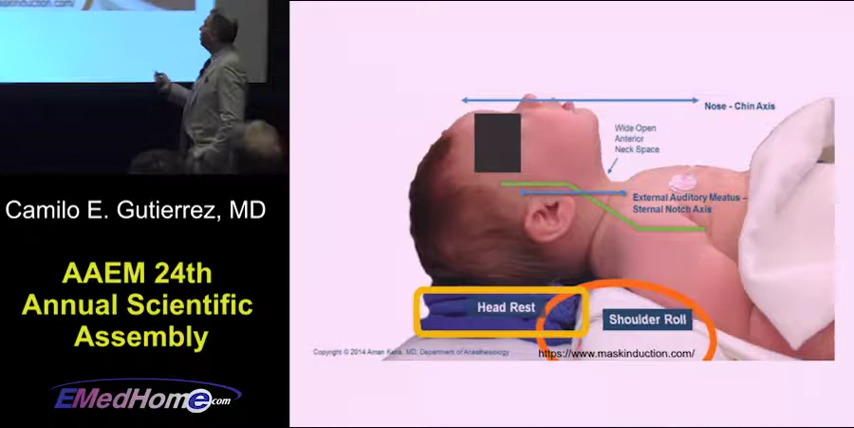 Camilo E. Gutierrez, MD
AAEM 24th
Annual Scientific
Assembly
EMedHome.com
Nose - Chin Axis
Wide Open
Anterior
Neck Space
External Auditory Meatus –
Sternal Notch Axis
Head Rest
Shoulder Roll
Copyright © 2014 Aman Kalra, MD; Department of Anesthesiology
https://www.maskinduction.com/